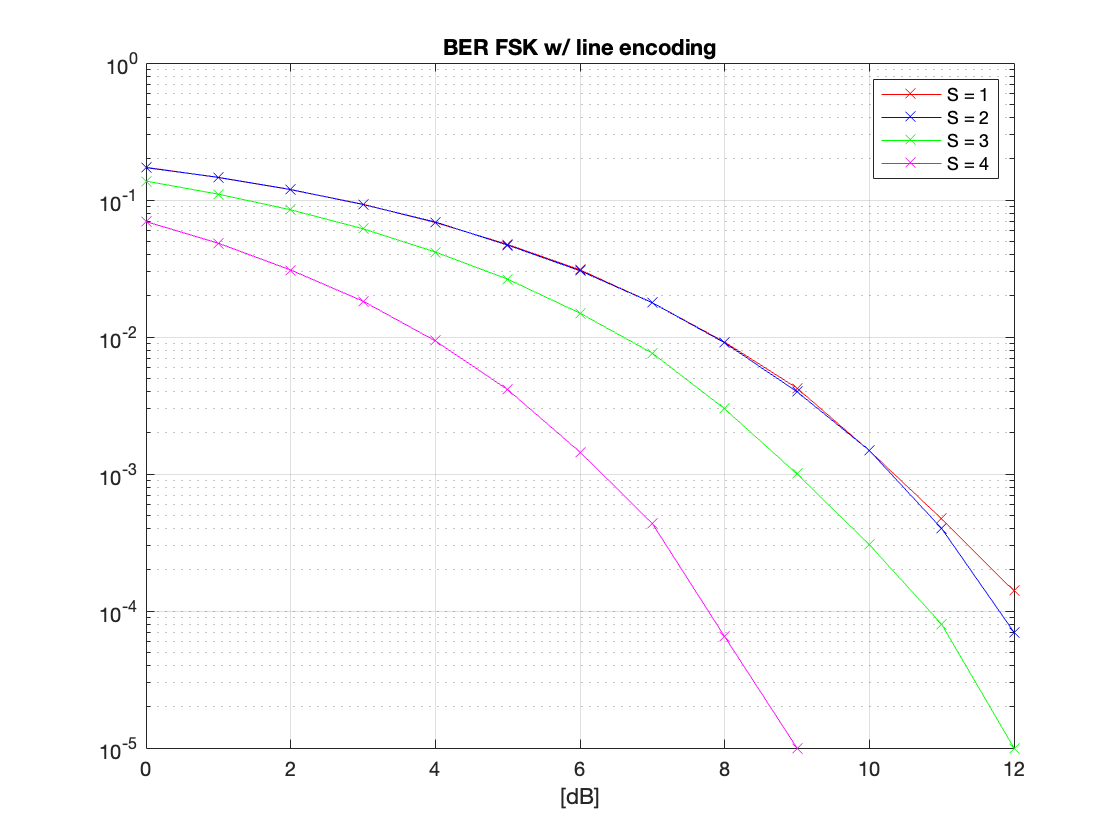 BER FSK w/ line encoding
10^0
10^-1
10^-2
10^-3
10^-4
10^-5
S = 1
S = 2
S = 3
S = 4
0 2 4 6 8 10 12
[dB]